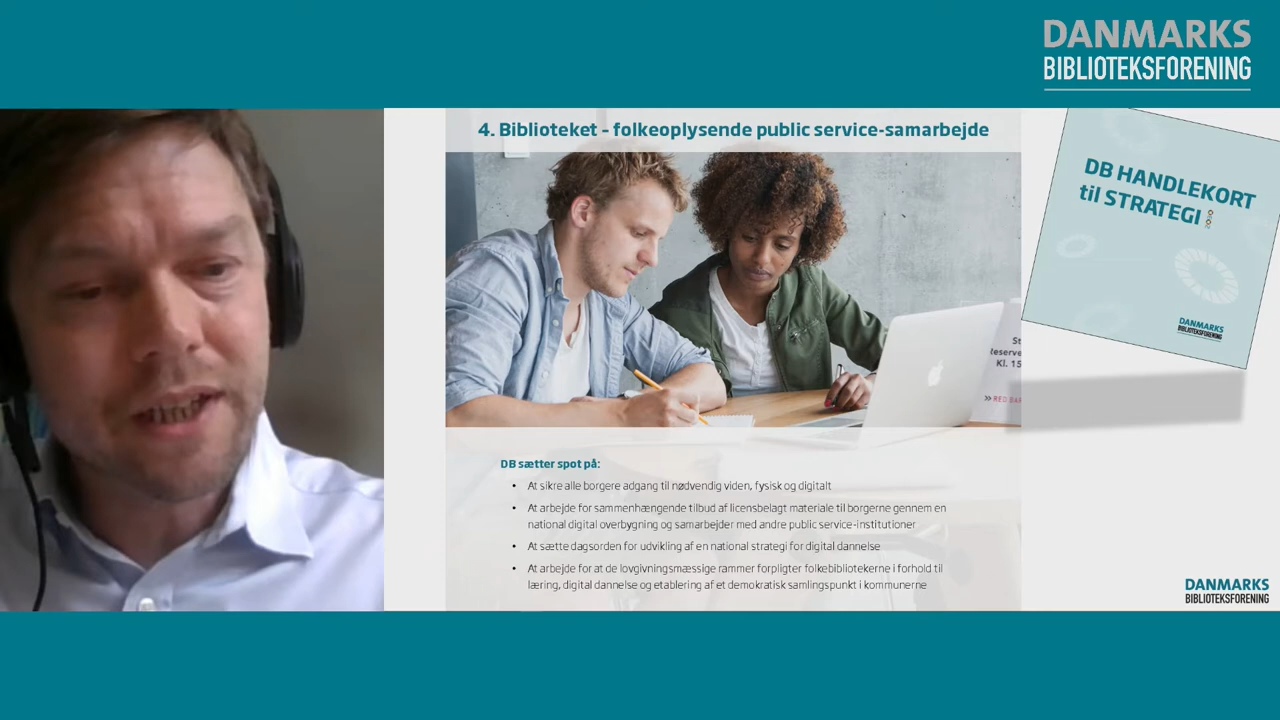 DANMARKS
BIBLIOTEKSFORENING
4. Biblioteket – folkeoplysende public service-samarbejde
DB HANDLEKORT
til STRATEGI
DANMARKS
BIBLIOTEKSFORENING
Kl. 15
>> RED BAR
DB sætter spot på:
• At sikre alle borgere adgang til nødvendig viden, fysisk og digitalt
• At arbejde for sammenhængende tilbud af licensbelagt materiale til borgerne gennem en
national digital overbygning og samarbejder med andre public service-institutioner
• At sætte dagsorden for udvikling af en national strategi for digital dannelse
• At arbejde for at de lovgivningsmæssige rammer forpligter folkebibliotekerne i forhold til
læring, digital dannelse og etablering af et demokratisk samlingspunkt i kommunerne
DANMARKS
BIBLIOTEKSFORENING